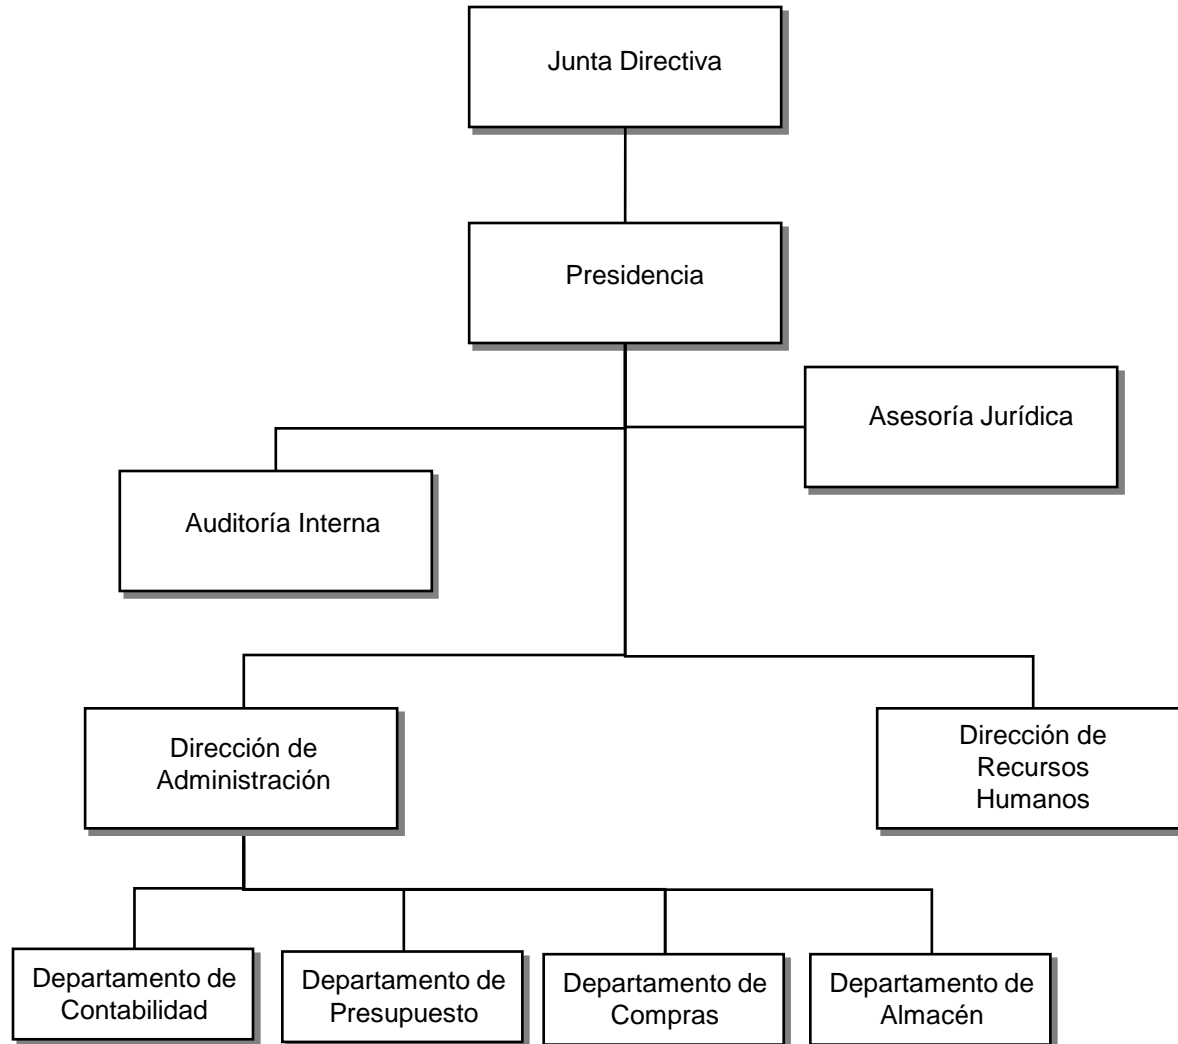 Junta Directiva
Presidencia
Asesoría Jurídica
Auditoría Interna
Dirección de
Administración
Dirección de
Recursos
Humanos
Departamento de
Contabilidad
Departamento de
Presupuesto
Departamento de
Compras
Departamento de
Almacén